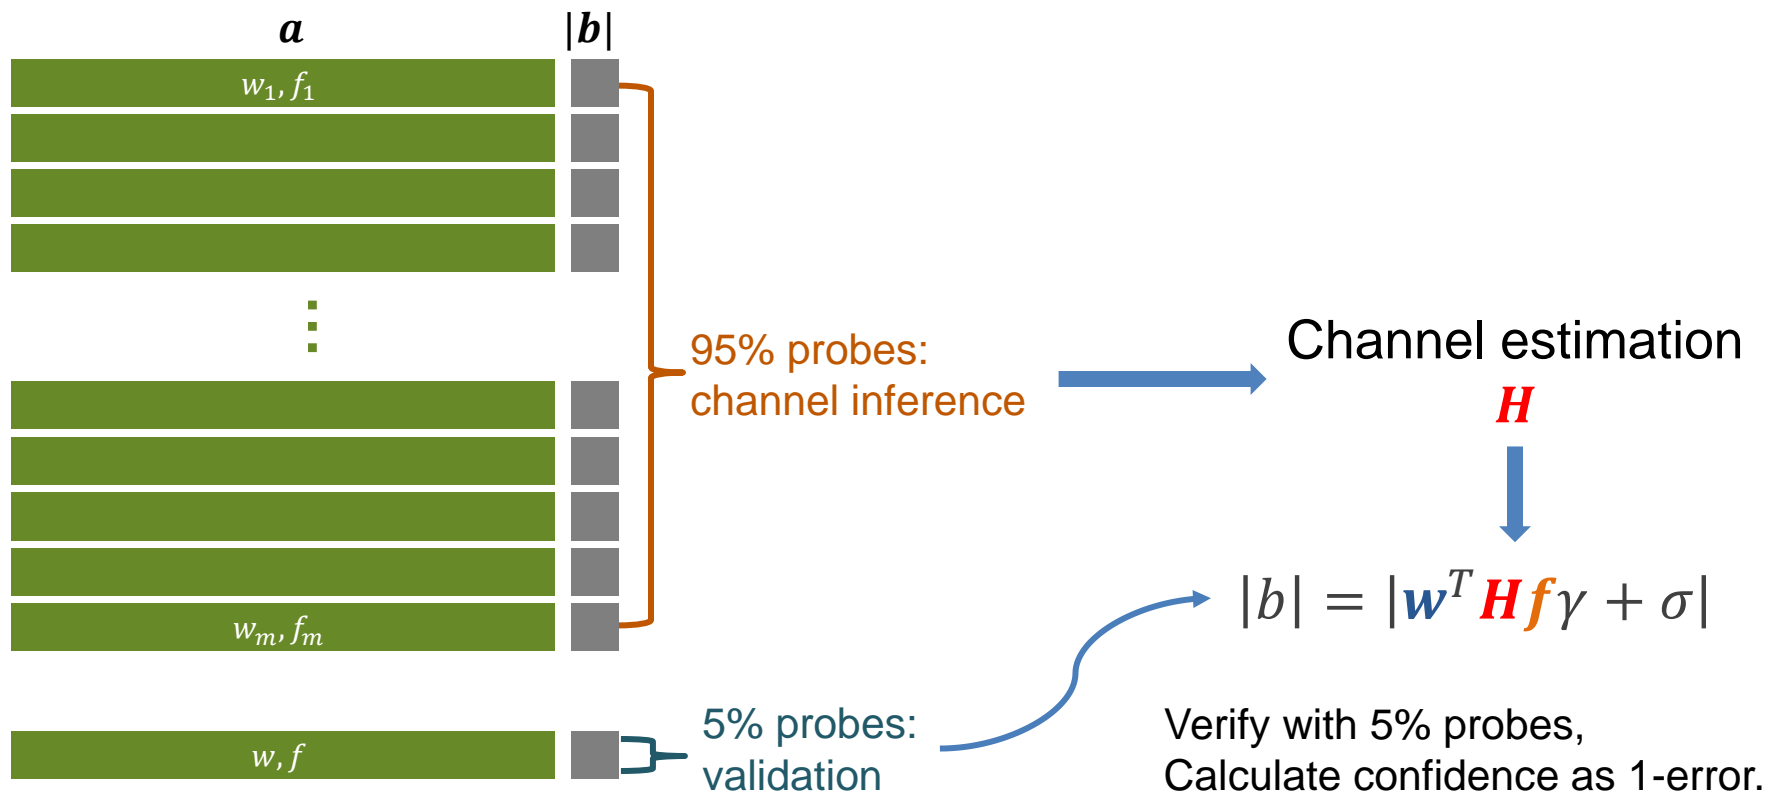 a |b|
w₁, f₁
⋮
95% probes:
channel inference
Channel estimation
H
wₘ, fₘ
|b| = |wᵀHfγ + σ|
5% probes:
validation
w, f
Verify with 5% probes,
Calculate confidence as 1-error.